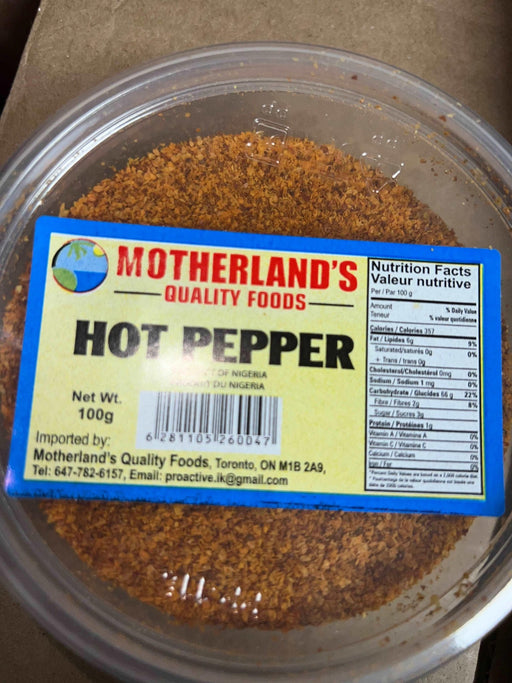 MOTHERLAND'S
QUALITY FOODS
HOT PEPPER
OF NIGERIA
DU NIGERIA
Net Wt.
100g
6 281105 260047
Imported by:
Motherland's Quality Foods, Toronto, ON M1B 2A9,
Tel: 647-782-6157, Email: proactive.ik@gmail.com
Nutrition Facts
Valeur nutritive
Per / Par 100 g
Amount % Daily Value
Teneur % valeur quotidienne
Calories / Calories 357
Fat / Lipides 6g 9%
Saturated/saturés 0g 0%
+ Trans / trans 0g
Cholesterol/Cholestérol 0mg 0%
Sodium / Sodium 1 mg 0%
Carbohydrate / Glucides 66 g 22%
Fibre / Fibres 2g 8%
Sugar / Sucres 3g
Protein / Protéines 1g
Vitamin A / Vitamine A 0%
Vitamin C / Vitamine C 0%
Calcium / Calcium 0%
Iron / Fer 0%